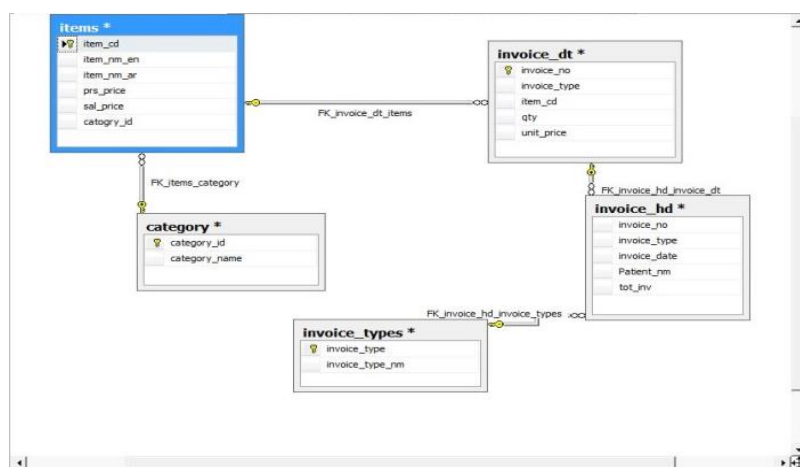 items *
item_cd
item_nm_en
item_nm_ar
prs_price
sal_price
catogry_id
invoice_dt *
invoice_no
invoice_type
item_cd
qty
unit_price
FK_invoice_dt_items
FK_items_category
FK_invoice_hd_invoice_dt
category *
category_id
category_name
invoice_hd *
invoice_no
invoice_type
invoice_date
Patient_nm
tot_inv
FK_invoice_hd_invoice_types
invoice_types *
invoice_type
invoice_type_nm